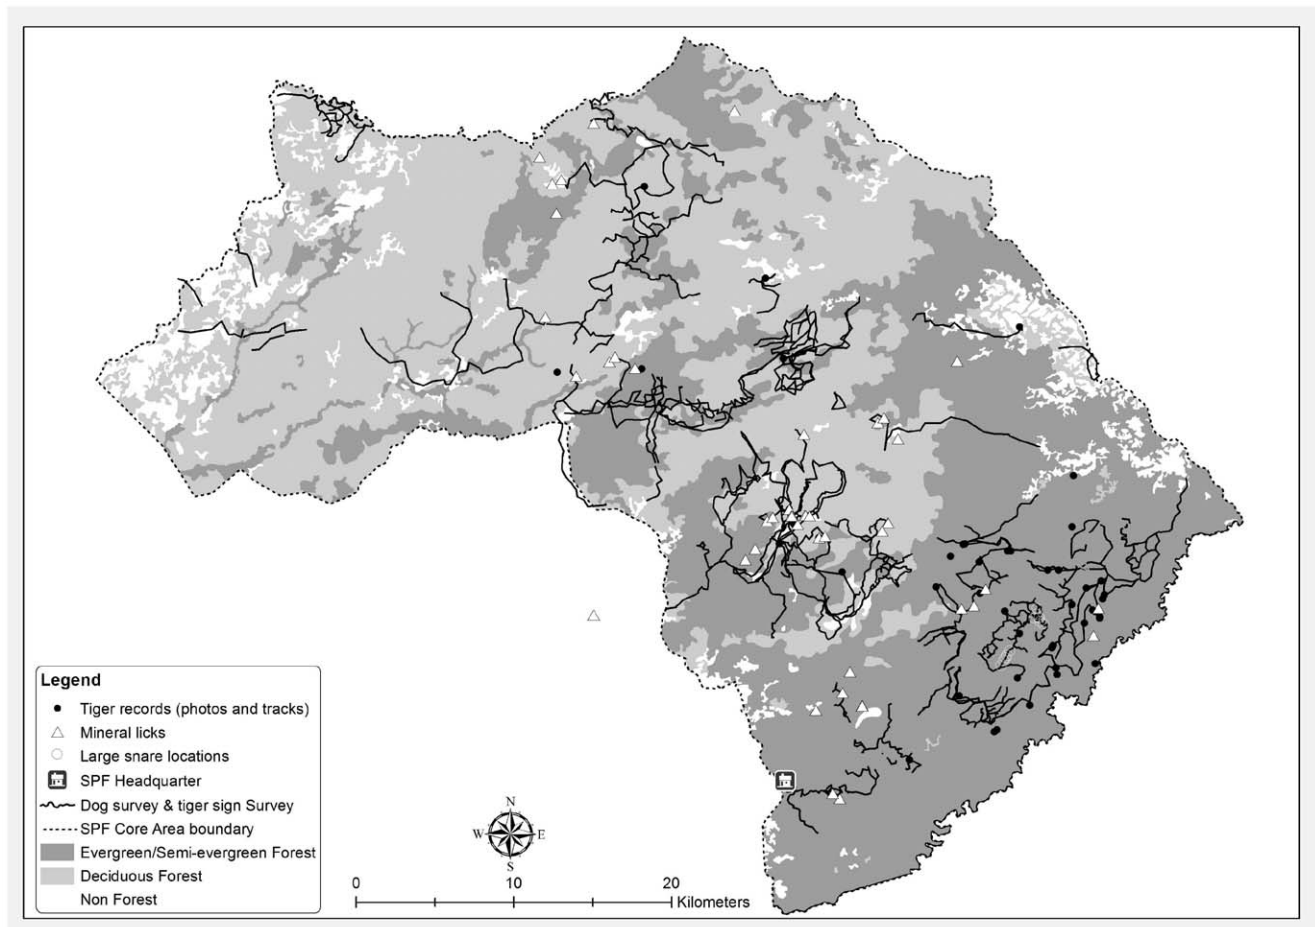 Legend
Tiger records (photos and tracks)
Mineral licks
Large snare locations
SPF Headquarter
Dog survey & tiger sign Survey
SPF Core Area boundary
Evergreen/Semi-evergreen Forest
Deciduous Forest
Non Forest
N
W E
S
0 10 20
Kilometers